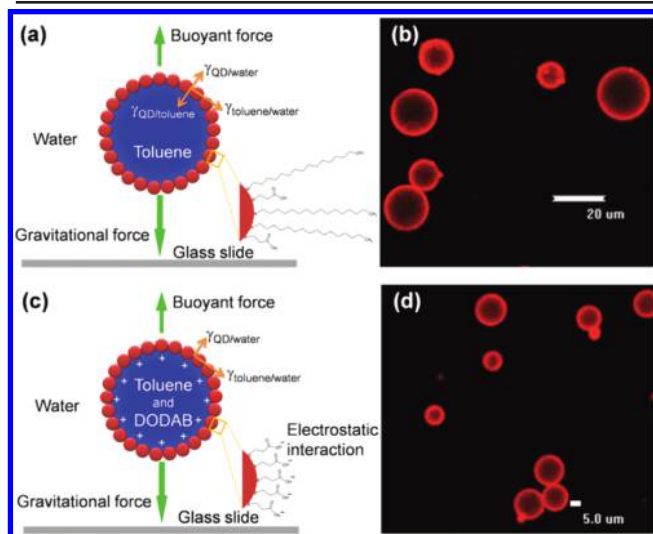 (a)
Buoyant force
γQD/water
γtoluene/water
γQD/toluene
Water
Toluene
Gravitational force
Glass slide
(b)
20 um
(c)
Buoyant force
γQD/water
γtoluene/water
Toluene
and
DODAB
Water
Electrostatic
interaction
Gravitational force
Glass slide
(d)
5.0 um